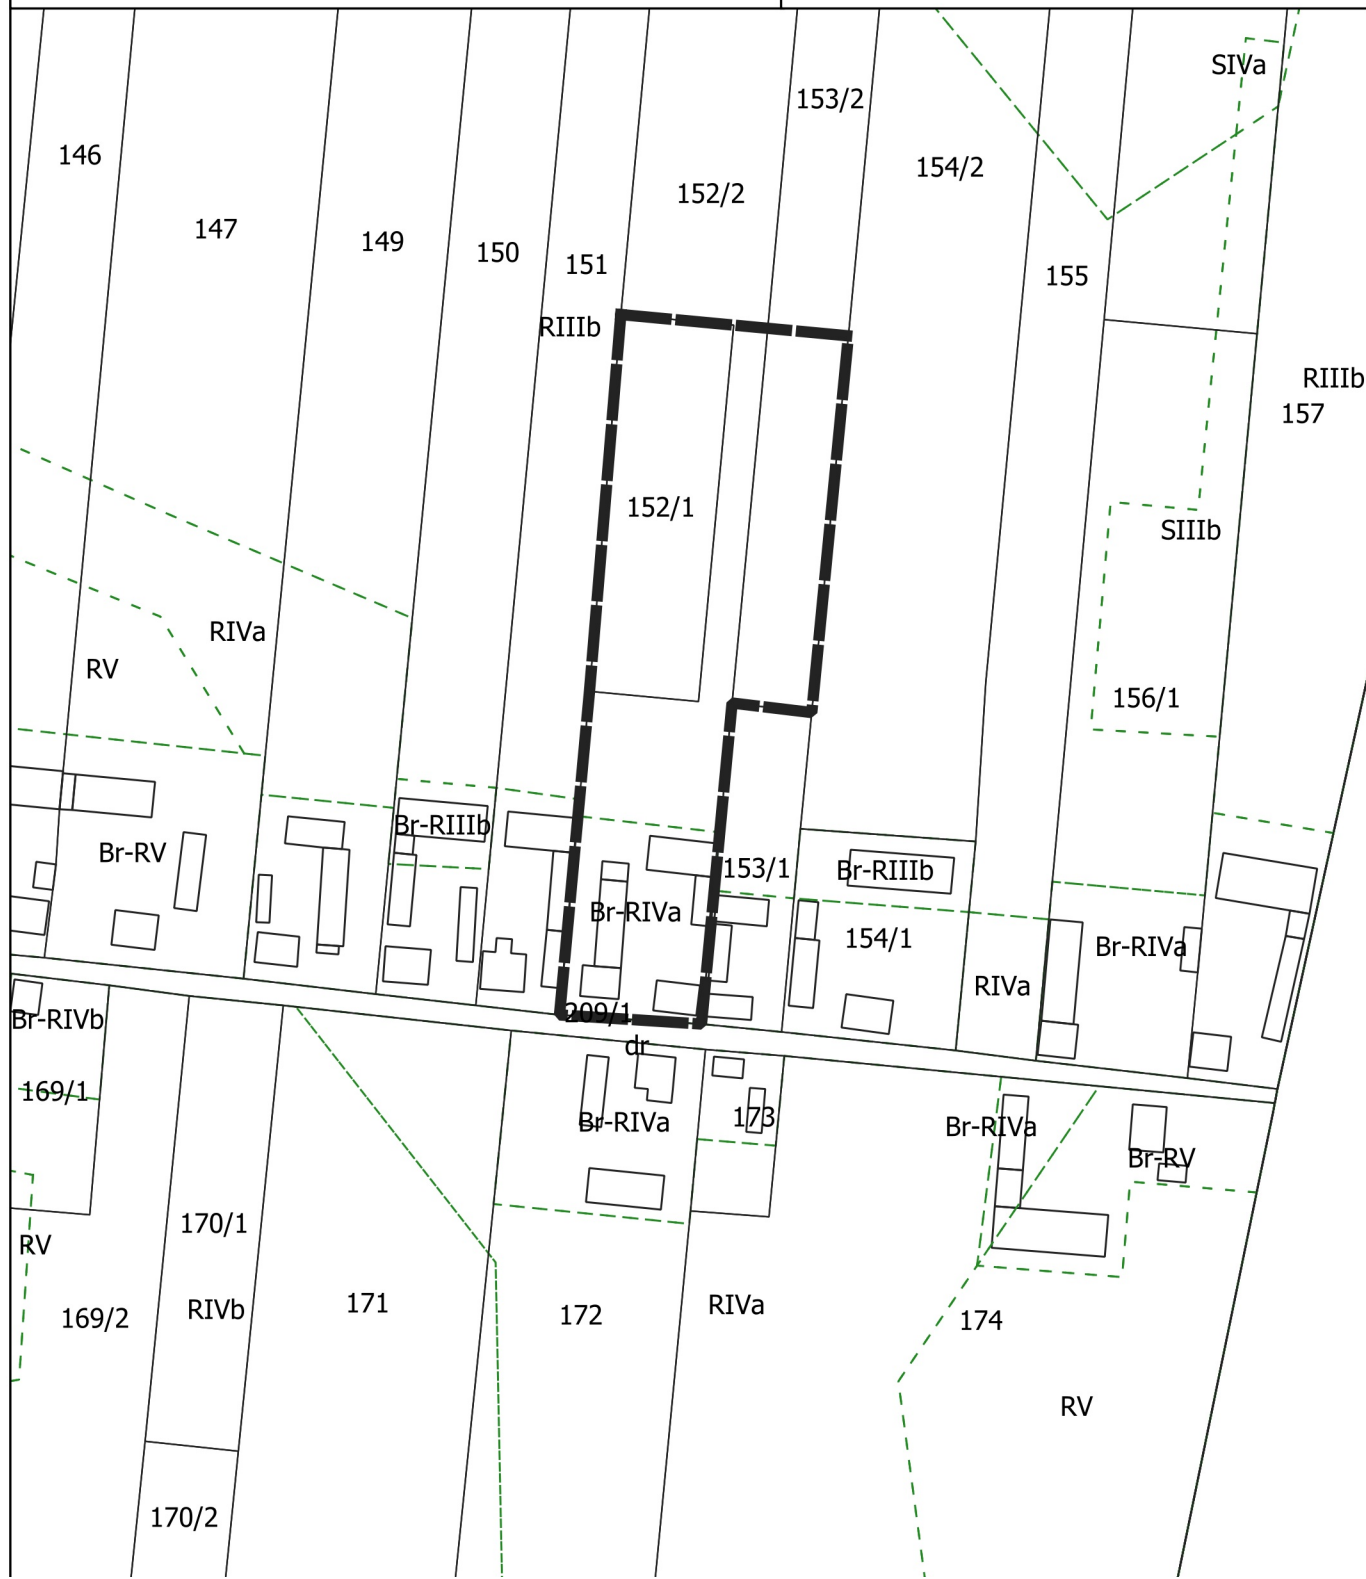 SIVa
153/2
146
154/2
152/2
147
149
150
151
155
RIIIb
RIIIb
157
152/1
SIIIb
RIVa
RV
156/1
Br-RIIIb
Br-RV
153/1
Br-RIIIb
Br-RIVa
154/1
Br-RIVa
RIVa
209/1
Br-RIVb
dr
169/1
Br-RIVa
173
Br-RIVa
Br-RV
170/1
RV
171
RIVb
RIVa
169/2
172
174
RV
170/2